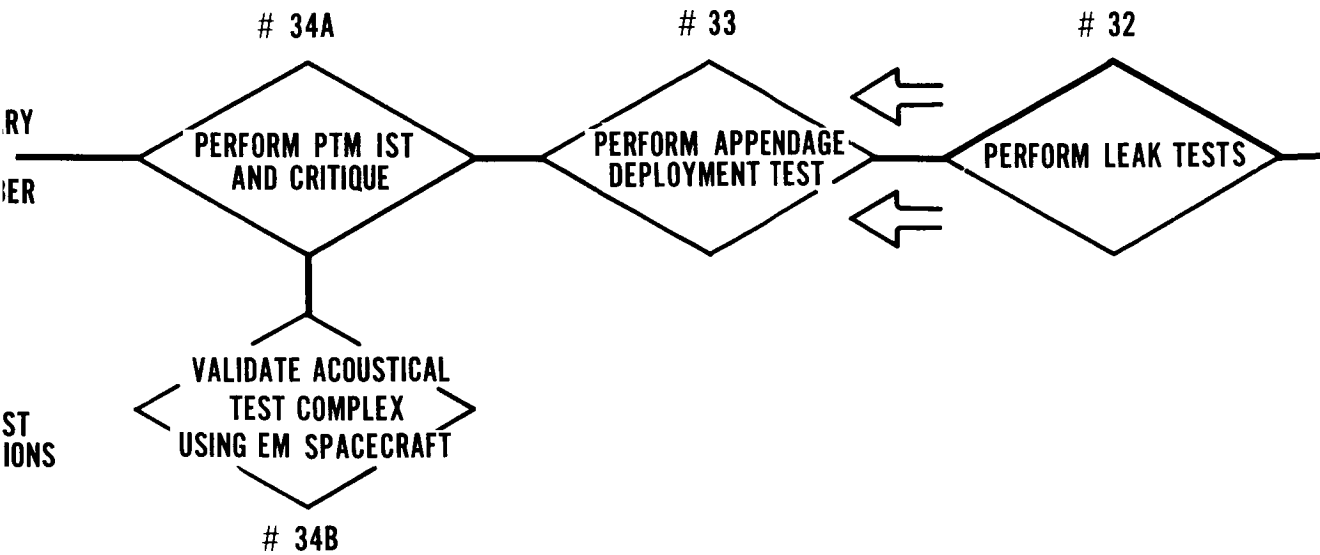 # 34A
# 33
# 32
PERFORM PTM IST
AND CRITIQUE
PERFORM APPENDAGE
DEPLOYMENT TEST
PERFORM LEAK TESTS
VALIDATE ACOUSTICAL
TEST COMPLEX
USING EM SPACECRAFT
# 34B